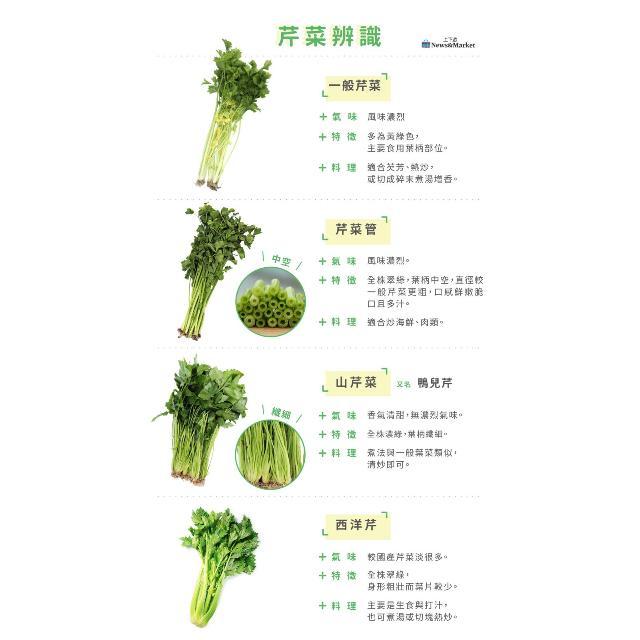 芹菜辨識
上下游
News&Market
一般芹菜
+ 氣味 風味濃烈
+ 特徵 多為黃綠色,
主要食用葉柄部位。
+ 料理 適合芡芳、熱炒,
或切成碎末煮湯增香。
芹菜管
中空
+ 氣味 風味濃烈。
+ 特徵 全株翠綠,葉柄中空,直徑較
一般芹菜更粗,口感鮮嫩脆
口且多汁。
+ 料理 適合炒海鮮、肉類。
山芹菜 又名 鴨兒芹
纖細
+ 氣味 香氣清甜,無濃烈氣味。
+ 特徵 全株濃綠,葉柄纖細。
+ 料理 煮法與一般葉菜類似,
清炒即可。
西洋芹
+ 氣味 較國產芹菜淡很多。
+ 特徵 全株翠綠,
身形粗壯而葉片較少。
+ 料理 主要是生食與打汁,
也可煮湯或切塊熱炒。